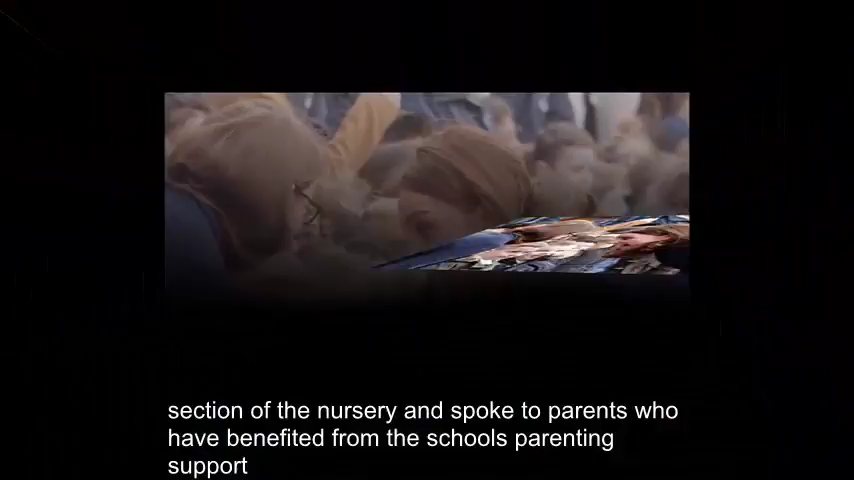 section of the nursery and spoke to parents who
have benefited from the schools parenting
support